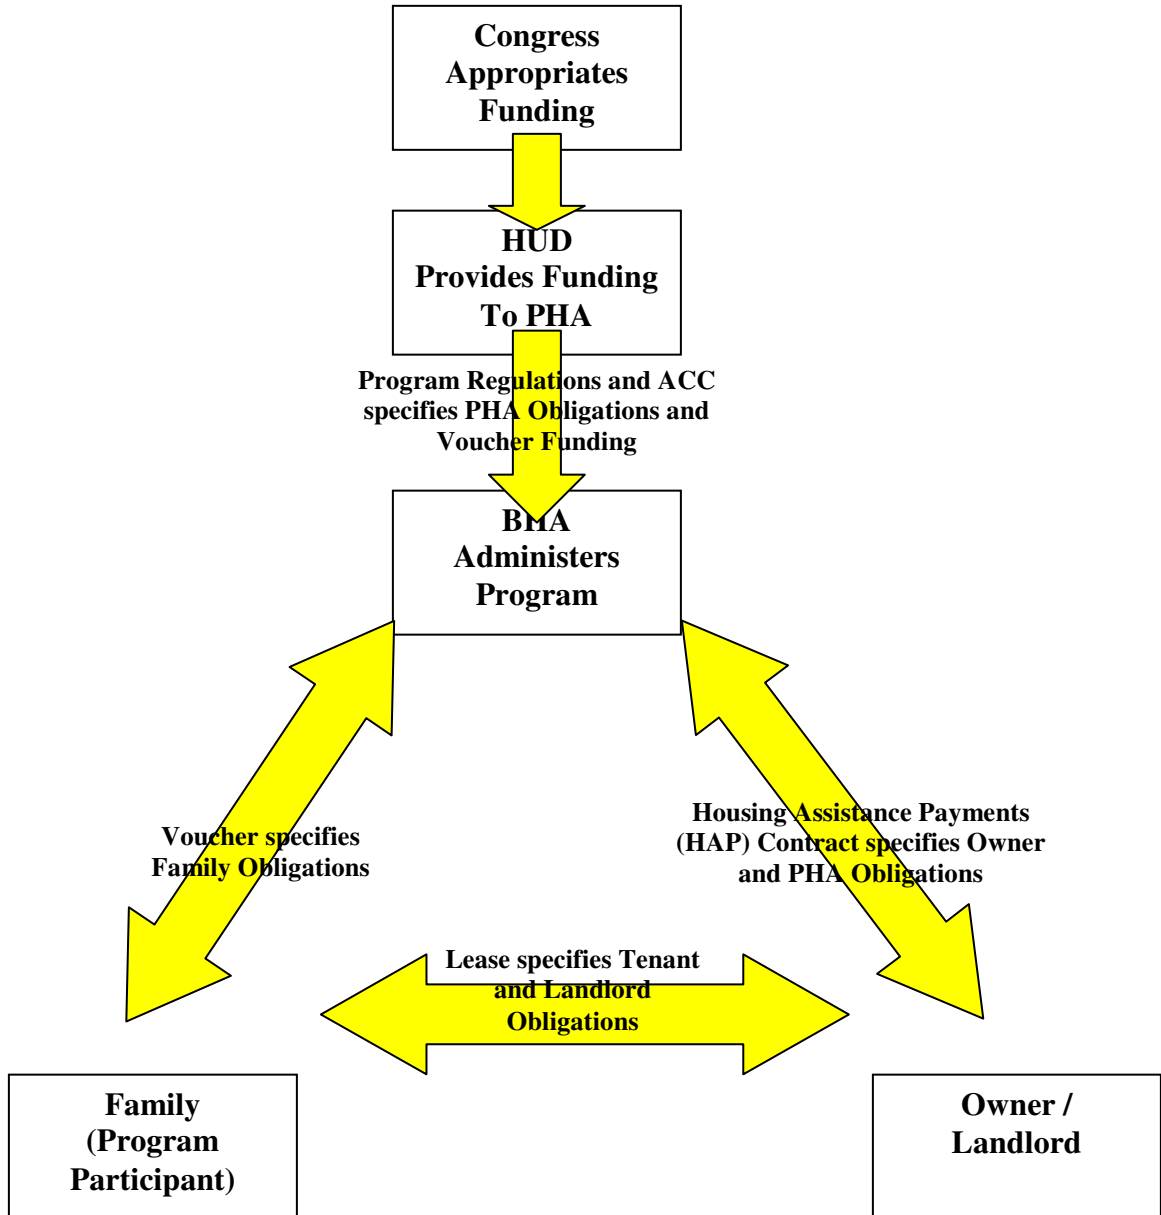 Congress
Appropriates
Funding
HUD
Provides Funding
To PHA
Program Regulations and ACC
specifies PHA Obligations and
Voucher Funding
BHA
Administers
Program
Voucher specifies
Family Obligations
Housing Assistance Payments
(HAP) Contract specifies Owner
and PHA Obligations
Lease specifies Tenant
and Landlord
Obligations
Family
(Program
Participant)
Owner /
Landlord